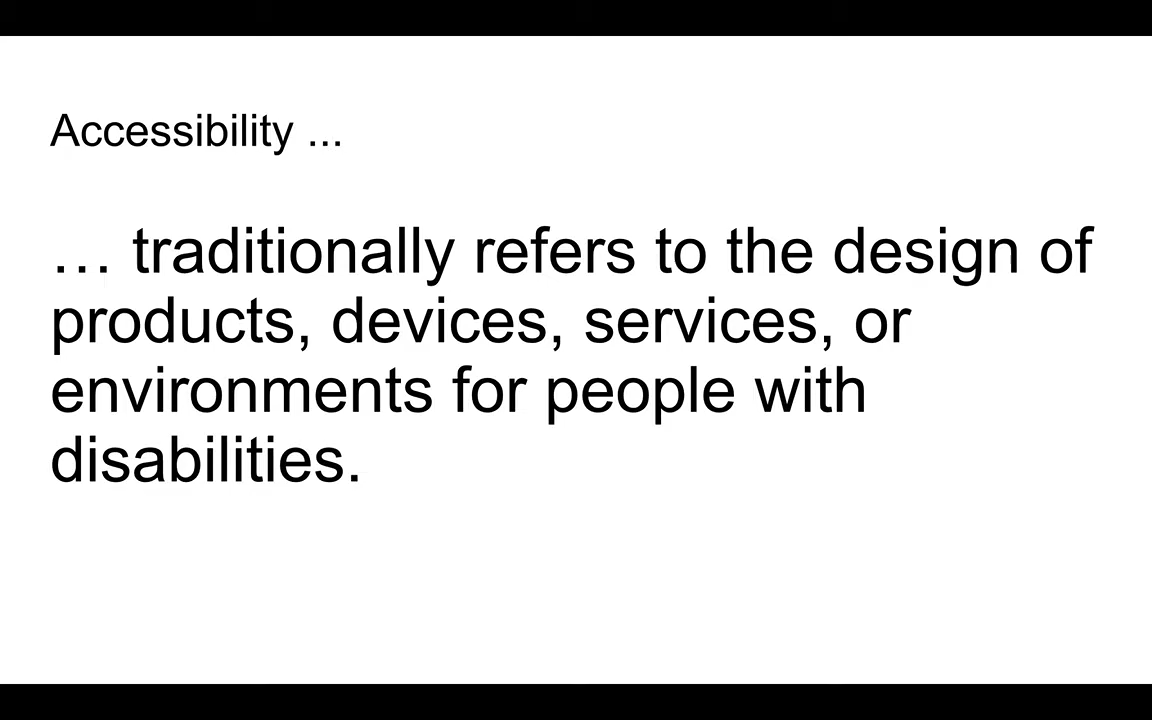 Accessibility ...
… traditionally refers to the design of
products, devices, services, or
environments for people with
disabilities.